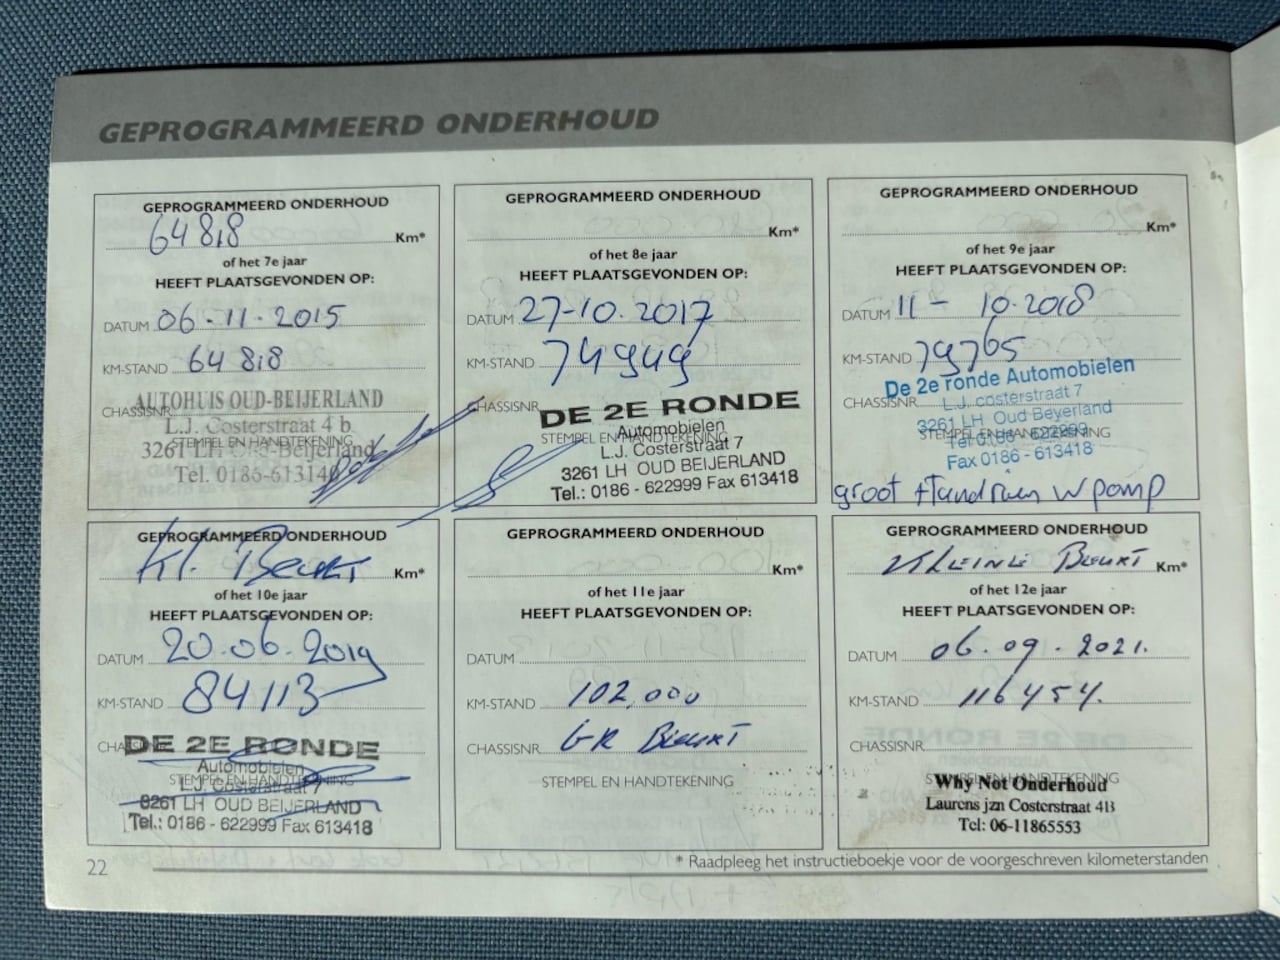 GEPROGRAMMEERD ONDERHOUD
GEPROGRAMMEERD ONDERHOUD
64818 Km*
of het 7e jaar
HEEFT PLAATSGEVONDEN OP:
DATUM 06-11-2015
KM-STAND 64818
CHASSISNR.
AUTOHUIS OUD-BEIJERLAND
L.J. Costerstraat 4 b
STEMPEL EN HANDTEKENING
3261 LH Oud-Beijerland
Tel. 0186-613140
GEPROGRAMMEERD ONDERHOUD
Km*
of het 8e jaar
HEEFT PLAATSGEVONDEN OP:
DATUM 27-10.2017
KM-STAND 74949
CHASSISNR.
DE 2E RONDE
Automobielen
STEMPEL EN HANDTEKENING
L.J. Costerstraat 7
3261 LH OUD BEIJERLAND
Tel.: 0186 - 622999 Fax 613418
GEPROGRAMMEERD ONDERHOUD
Km*
of het 9e jaar
HEEFT PLAATSGEVONDEN OP:
DATUM 11- 10.2018
KM-STAND 79765
De 2e ronde Automobielen
CHASSISNR.
L.J. costerstraat 7
3261 LH Oud Beyerland
STEMPEL EN HANDTEKENING
Tel 0186 - 622999
Fax 0186 - 613418
groot + w pomp
GEPROGRAMMEERD ONDERHOUD
Kl. Beurt Km*
of het 10e jaar
HEEFT PLAATSGEVONDEN OP:
DATUM 20.06.2019
KM-STAND 84113
CHASSISNR.
DE 2E RONDE
Automobielen
STEMPEL EN HANDTEKENING
L.J. Costerstraat 7
3261 LH OUD BEIJERLAND
Tel.: 0186 - 622999 Fax 613418
GEPROGRAMMEERD ONDERHOUD
Km*
of het 11e jaar
HEEFT PLAATSGEVONDEN OP:
DATUM
KM-STAND 102,000
CHASSISNR. GR Beurt
STEMPEL EN HANDTEKENING
GEPROGRAMMEERD ONDERHOUD
Kleine Beurt Km*
of het 12e jaar
HEEFT PLAATSGEVONDEN OP:
DATUM 06.09.2021.
KM-STAND 116454.
CHASSISNR.
STEMPEL EN HANDTEKENING
Why Not Onderhoud
Laurens jzn Costerstraat 4B
Tel: 06-11865553
* Raadpleeg het instructieboekje voor de voorgeschreven kilometerstanden
22